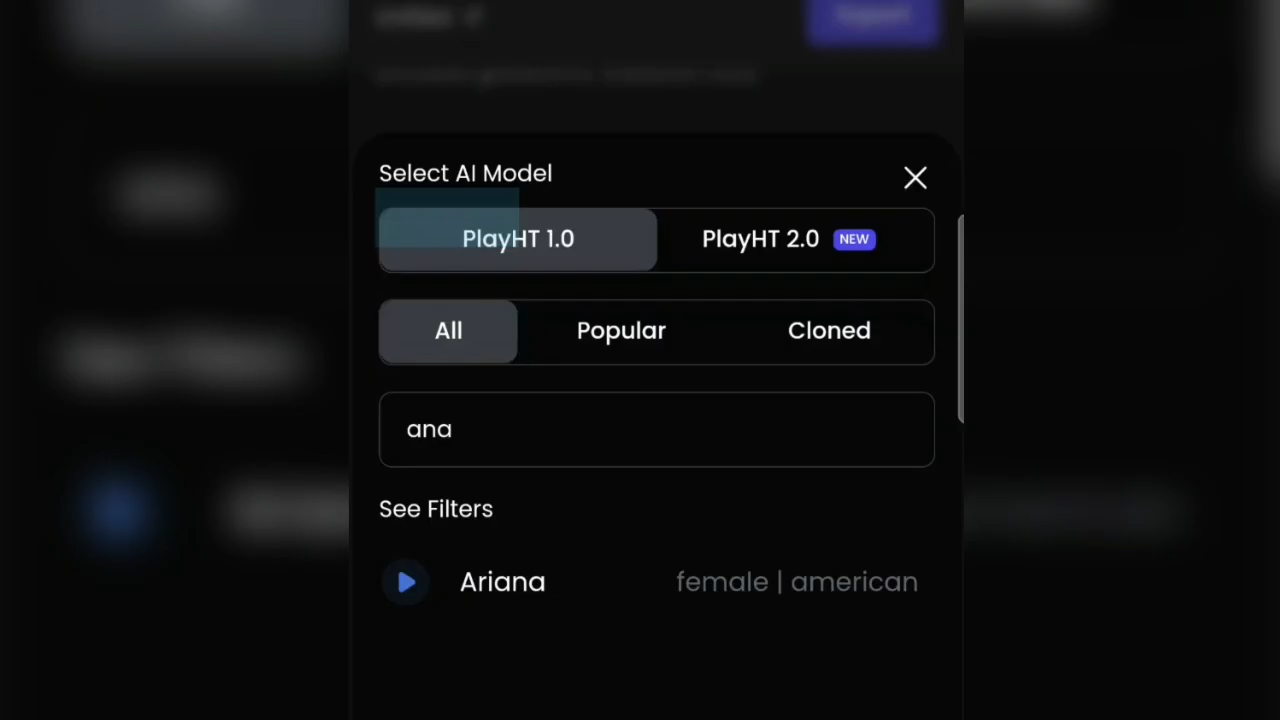 Select AI Model
PlayHT 1.0 PlayHT 2.0 NEW
All Popular Cloned
ana
See Filters
Ariana female | american